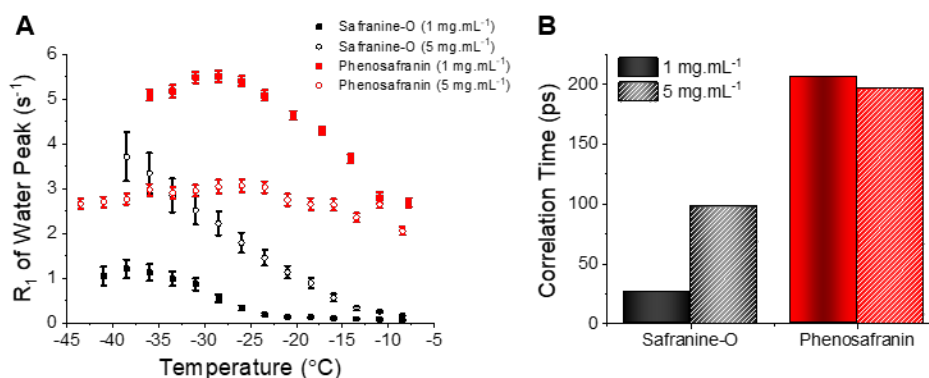 A
Safranine-O (1 mg.mL⁻¹)
Safranine-O (5 mg.mL⁻¹)
Phenosafranin (1 mg.mL⁻¹)
Phenosafranin (5 mg.mL⁻¹)
R₁ of Water Peak (s⁻¹)
6
5
4
3
2
1
0
-45 -40 -35 -30 -25 -20 -15 -10 -5
Temperature (°C)
B
1 mg.mL⁻¹
5 mg.mL⁻¹
Correlation Time (ps)
200
150
100
50
0
Safranine-O Phenosafranin